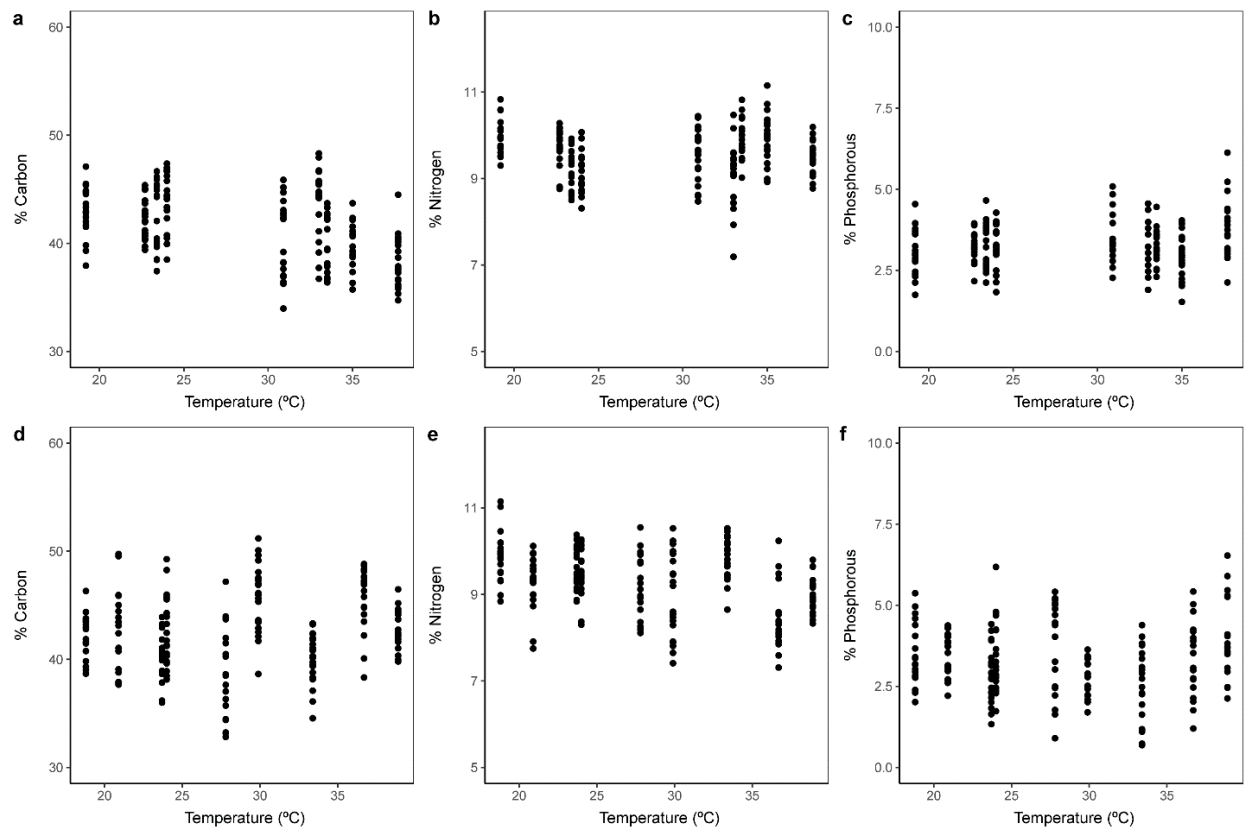 a
60
50
40
30
% Carbon
20 25 30 35
Temperature (ºC)
b
11
9
7
5
% Nitrogen
20 25 30 35
Temperature (ºC)
c
10.0
7.5
5.0
2.5
0.0
% Phosphorous
20 25 30 35
Temperature (ºC)
d
60
50
40
30
% Carbon
20 25 30 35
Temperature (ºC)
e
11
9
7
5
% Nitrogen
20 25 30 35
Temperature (ºC)
f
10.0
7.5
5.0
2.5
0.0
% Phosphorous
20 25 30 35
Temperature (ºC)